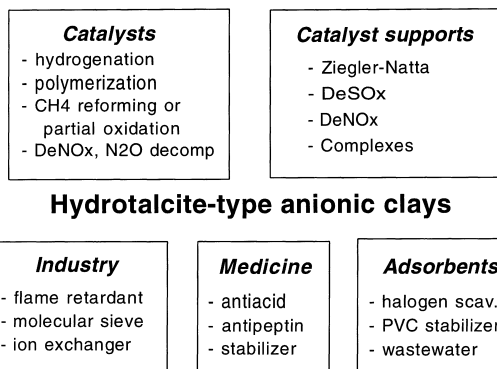 Catalysts
- hydrogenation
- polymerization
- CH4 reforming or
partial oxidation
- DeNOx, N2O decomp
Catalyst supports
- Ziegler-Natta
- DeSOx
- DeNOx
- Complexes
Hydrotalcite-type anionic clays
Industry
- flame retardant
- molecular sieve
- ion exchanger
Medicine
- antiacid
- antipeptin
- stabilizer
Adsorbents
- halogen scav.
- PVC stabilizer
- wastewater